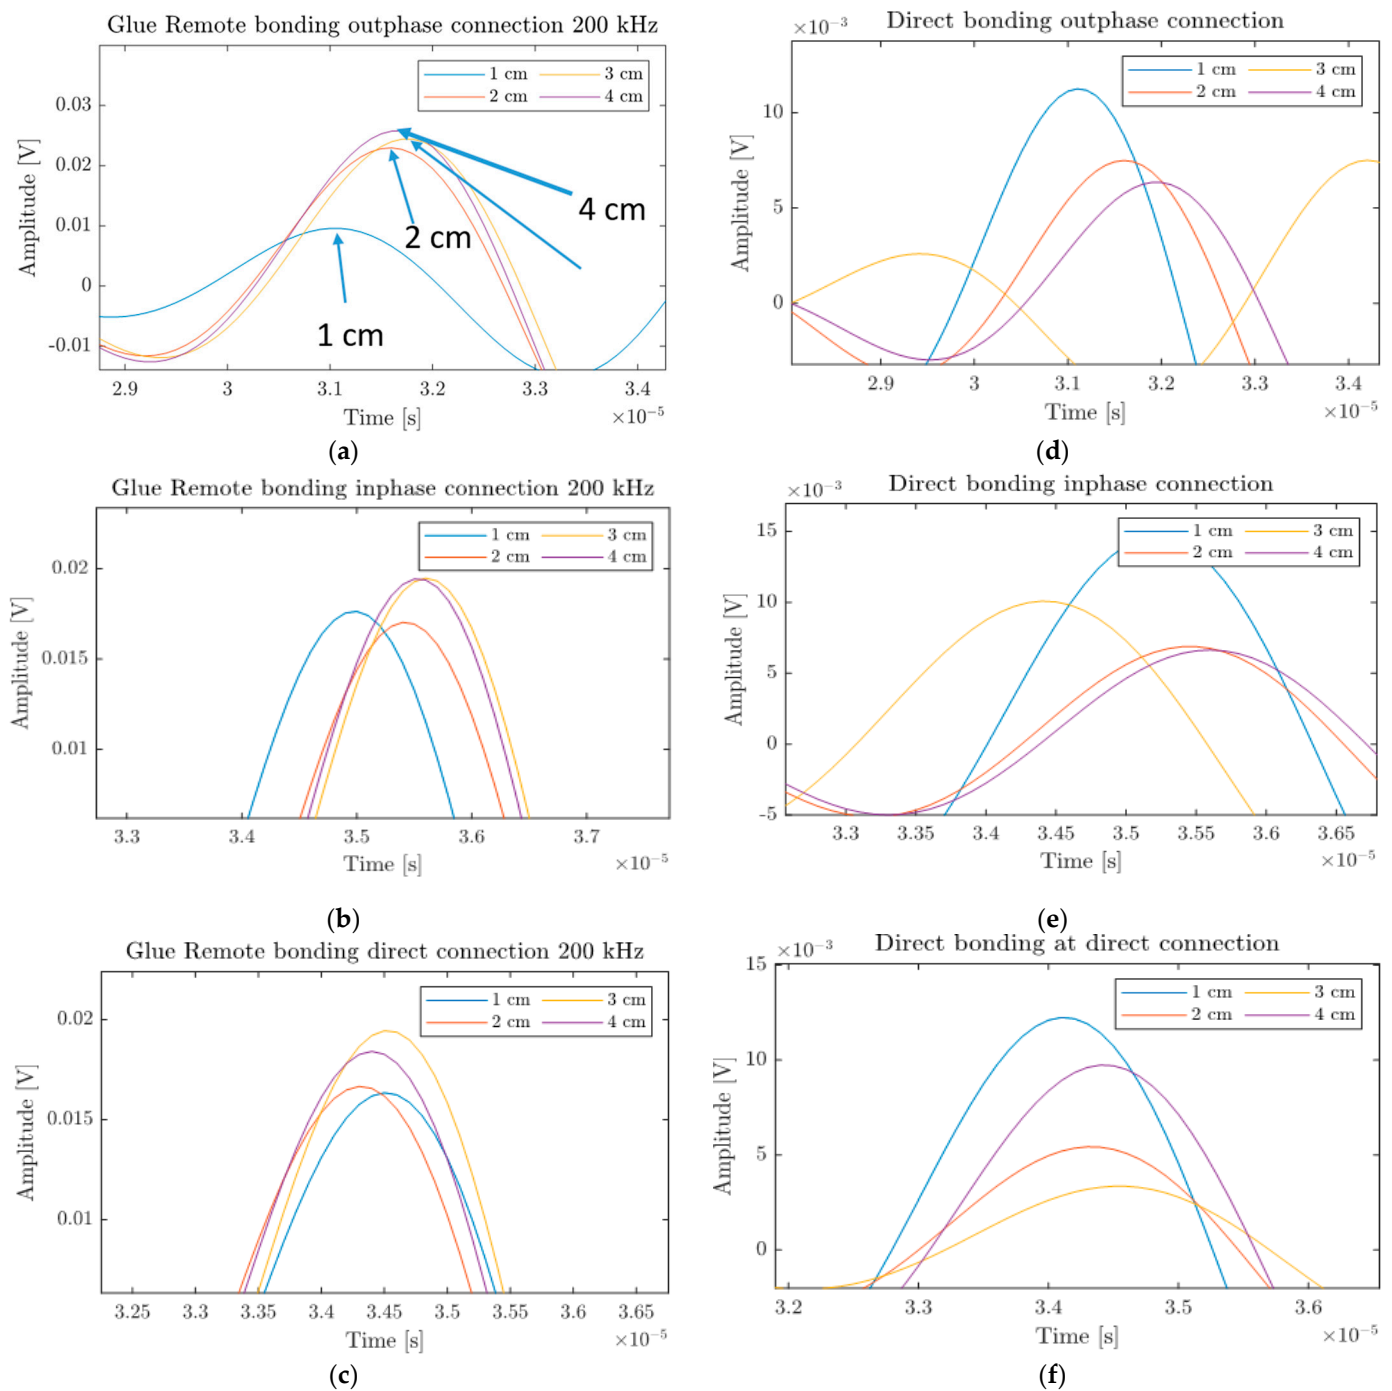 Glue Remote bonding outphase connection 200 kHz
1 cm 3 cm
2 cm 4 cm
0.03
0.02
0.01
0
-0.01
Amplitude [V]
4 cm
2 cm
1 cm
2.9 3 3.1 3.2 3.3 3.4
Time [s]
×10⁻⁵
(a)
Direct bonding outphase connection
×10⁻³
1 cm 3 cm
2 cm 4 cm
10
5
0
Amplitude [V]
2.9 3 3.1 3.2 3.3 3.4
Time [s]
×10⁻⁵
(d)
Glue Remote bonding inphase connection 200 kHz
1 cm 3 cm
2 cm 4 cm
0.02
0.015
0.01
Amplitude [V]
3.3 3.4 3.5 3.6 3.7
Time [s]
×10⁻⁵
(b)
Direct bonding inphase connection
×10⁻³
1 cm 3 cm
2 cm 4 cm
15
10
5
0
-5
Amplitude [V]
3.3 3.35 3.4 3.45 3.5 3.55 3.6 3.65
Time [s]
×10⁻⁵
(e)
Glue Remote bonding direct connection 200 kHz
1 cm 3 cm
2 cm 4 cm
0.02
0.015
0.01
Amplitude [V]
3.25 3.3 3.35 3.4 3.45 3.5 3.55 3.6 3.65
Time [s]
×10⁻⁵
(c)
Direct bonding at direct connection
×10⁻³
1 cm 3 cm
2 cm 4 cm
15
10
5
0
Amplitude [V]
3.2 3.3 3.4 3.5 3.6
Time [s]
×10⁻⁵
(f)